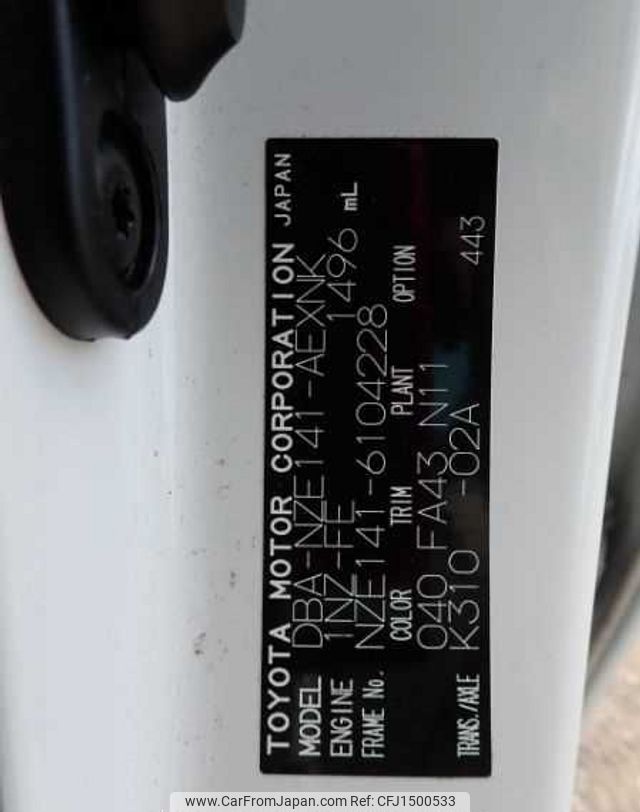 TOYOTA MOTOR CORPORATION JAPAN
MODEL DBA-NZE141-AEXNK
ENGINE 1NZ-FE 1496 mL
FRAME No. NZE141-6104228
COLOR TRIM PLANT OPTION
040 FA43 N11
TRANS./AXLE K310 -02A 443
www.CarFromJapan.com Ref: CFJ1500533